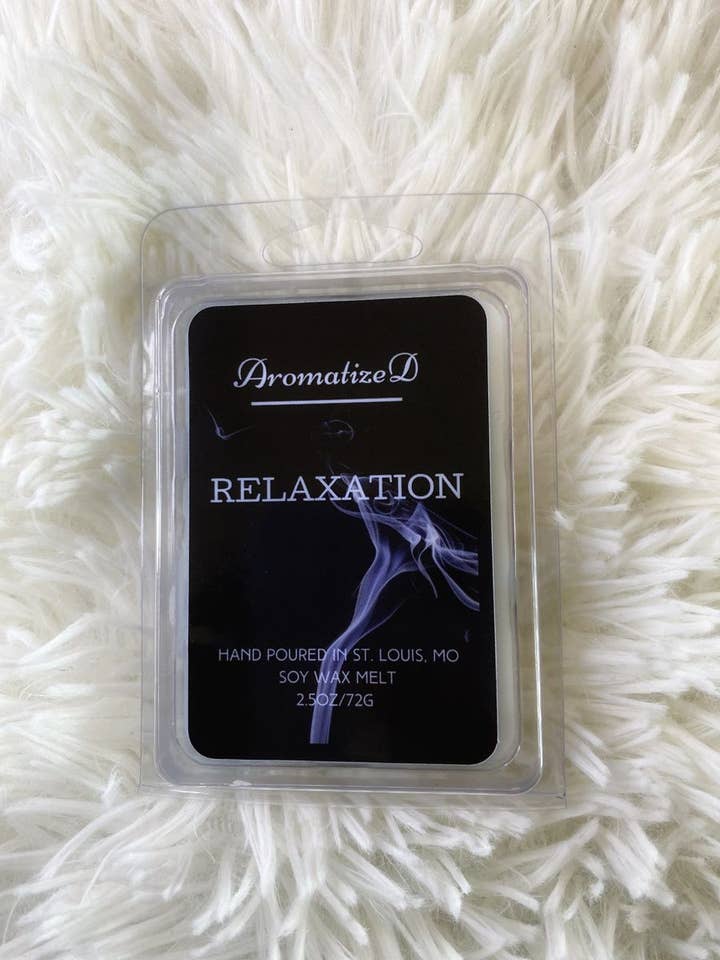 AromatizeD
RELAXATION
HAND POURED IN ST. LOUIS, MO
SOY WAX MELT
2.5OZ/72G